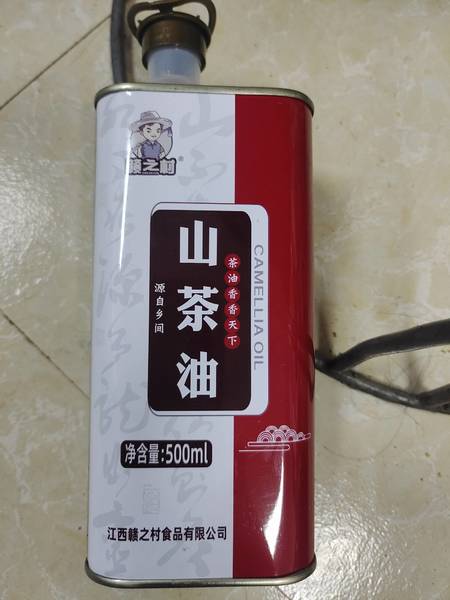 赣之村®
山茶油
源自乡间
茶油香香天下
CAMELLIA OIL
净含量:500ml
江西赣之村食品有限公司